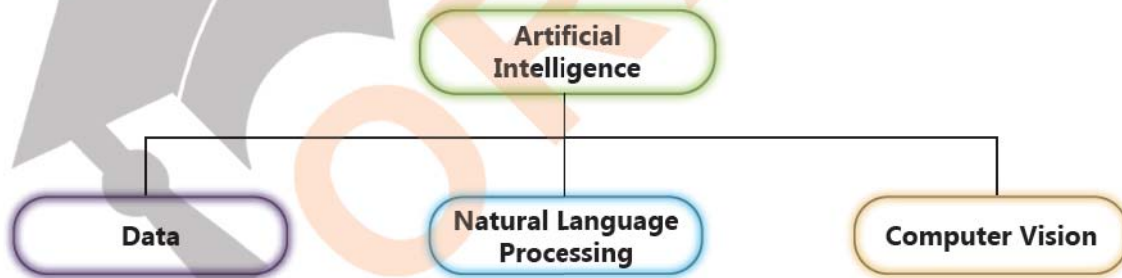 Artificial
Intelligence
Data
Natural Language
Processing
Computer Vision